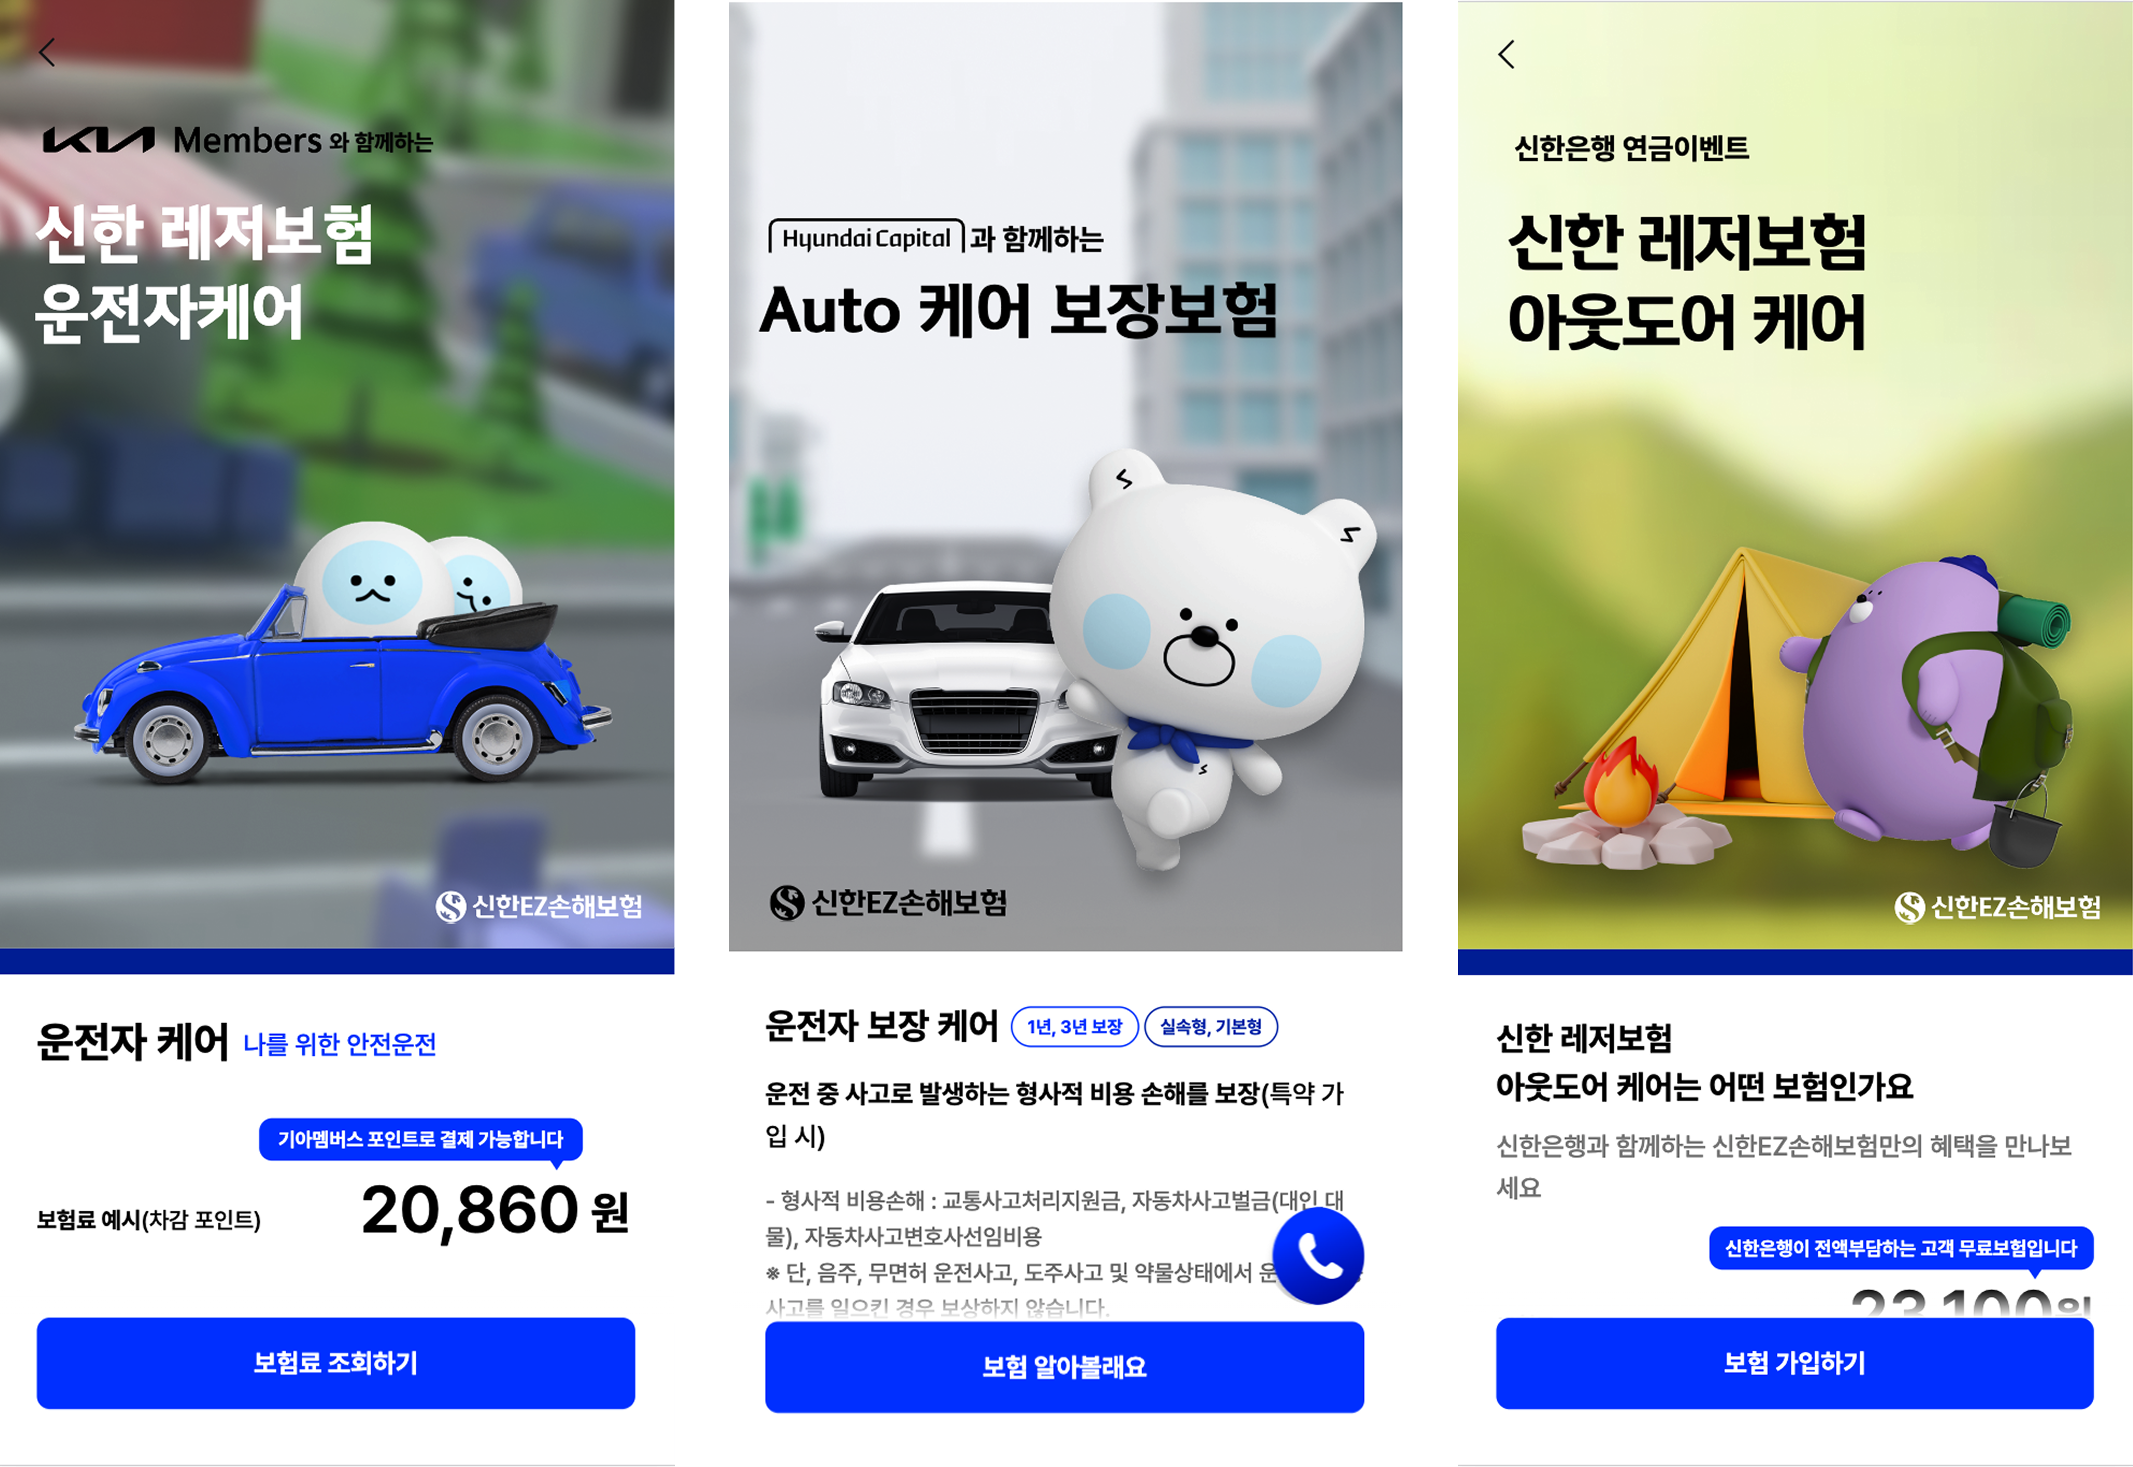 KIA Members 와 함께하는
신한 레저보험
운전자케어
신한EZ손해보험
운전자 케어 나를 위한 안전운전
기아멤버스 포인트로 결제 가능합니다
보험료 예시(차감 포인트) 20,860 원
보험료 조회하기
Hyundai Capital 과 함께하는
Auto 케어 보장보험
신한EZ손해보험
운전자 보장 케어 1년, 3년 보장 실속형, 기본형
운전 중 사고로 발생하는 형사적 비용 손해를 보장(특약 가
입 시)
- 형사적 비용손해 : 교통사고처리지원금, 자동차사고벌금(대인 대
물), 자동차사고변호사선임비용
※ 단, 음주, 무면허 운전사고, 도주사고 및 약물상태에서
사고를 일으킨 경우 보상하지 않습니다.
보험 알아볼래요
신한은행 연금이벤트
신한 레저보험
아웃도어 케어
신한EZ손해보험
신한 레저보험
아웃도어 케어는 어떤 보험인가요
신한은행과 함께하는 신한EZ손해보험만의 혜택을 만나보
세요
신한은행이 전액부담하는 고객 무료보험입니다
23,100원
보험 가입하기